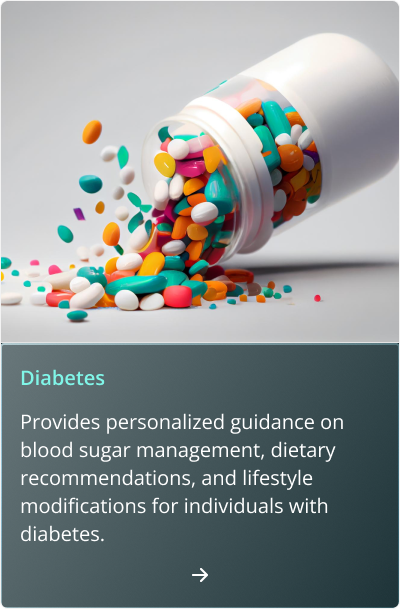 Diabetes
Provides personalized guidance on
blood sugar management, dietary
recommendations, and lifestyle
modifications for individuals with
diabetes.